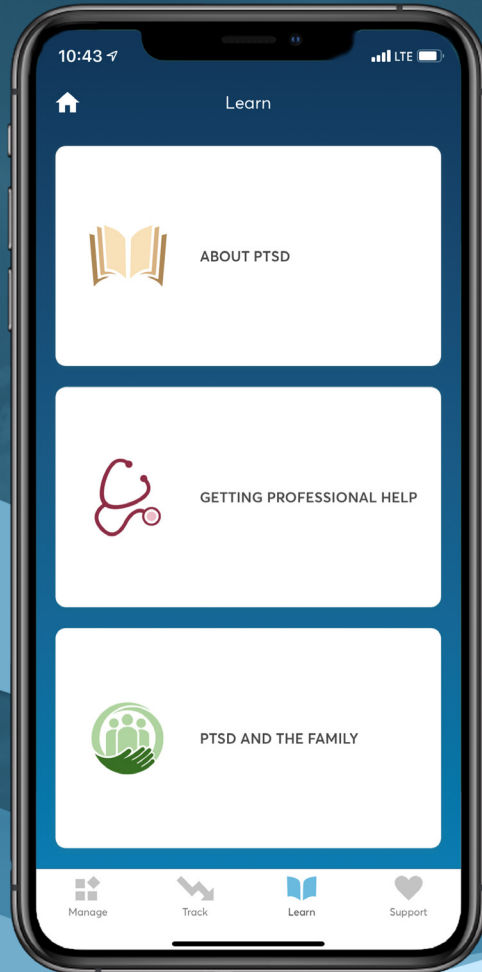 10:43
LTE
Learn
ABOUT PTSD
GETTING PROFESSIONAL HELP
PTSD AND THE FAMILY
Manage
Track
Learn
Support